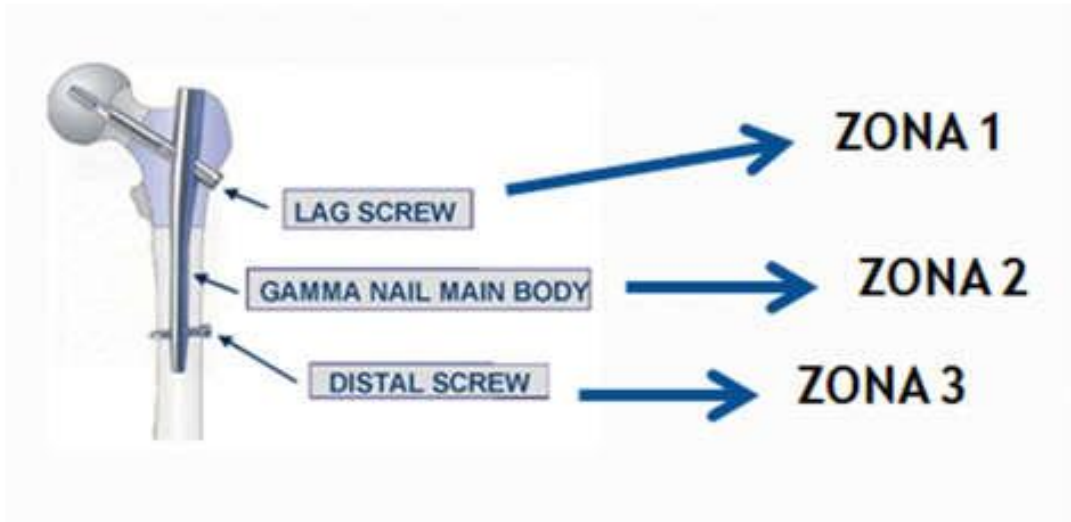 ZONA 1
LAG SCREW
GAMMA NAIL MAIN BODY
ZONA 2
DISTAL SCREW
ZONA 3